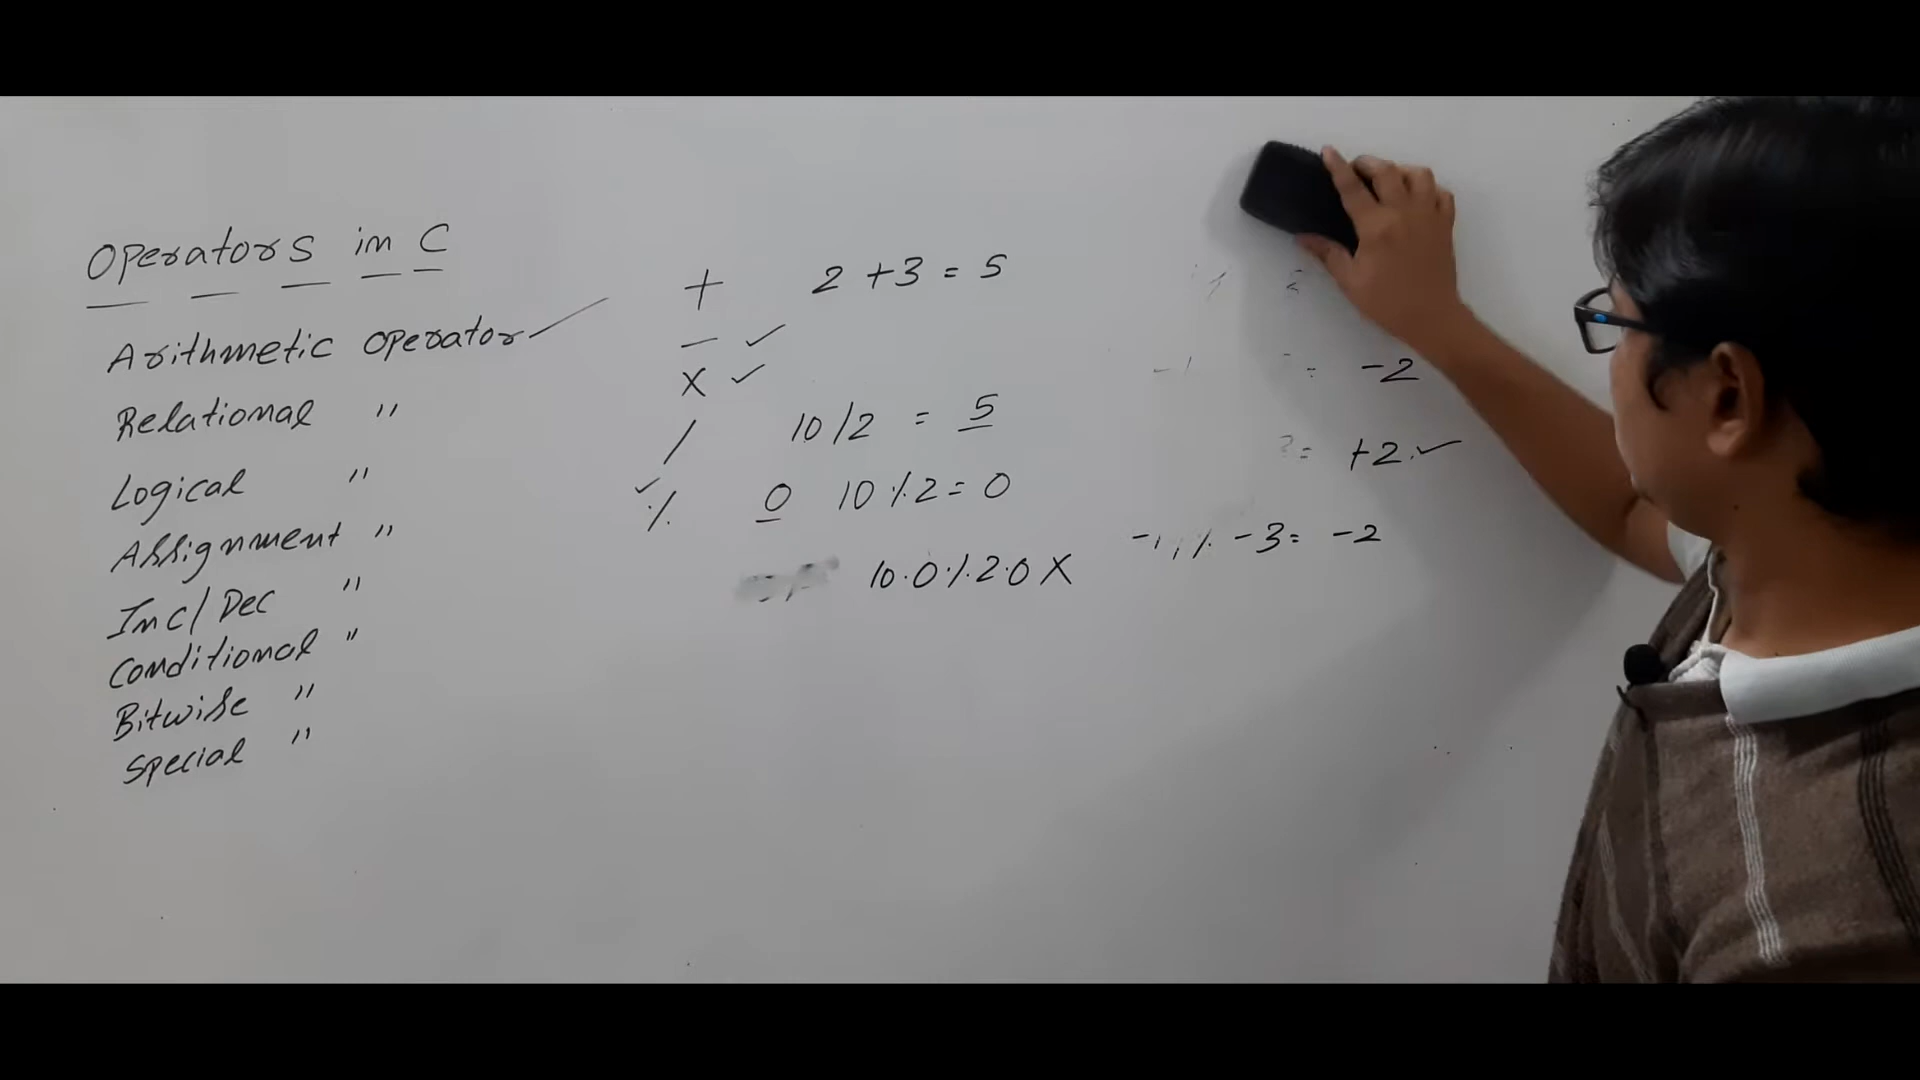 Operators in C
Arithmetic operator
Relational "
Logical "
Assignment "
Inc/Dec "
Conditional "
Bitwise "
Special "
+ 2 + 3 = 5
- ✓
x ✓
/ 10/2 = 5
✓ % 0 10 % 2 = 0
10.0 % 2.0 X
= -2
= +2 ✓
% -3 = -2